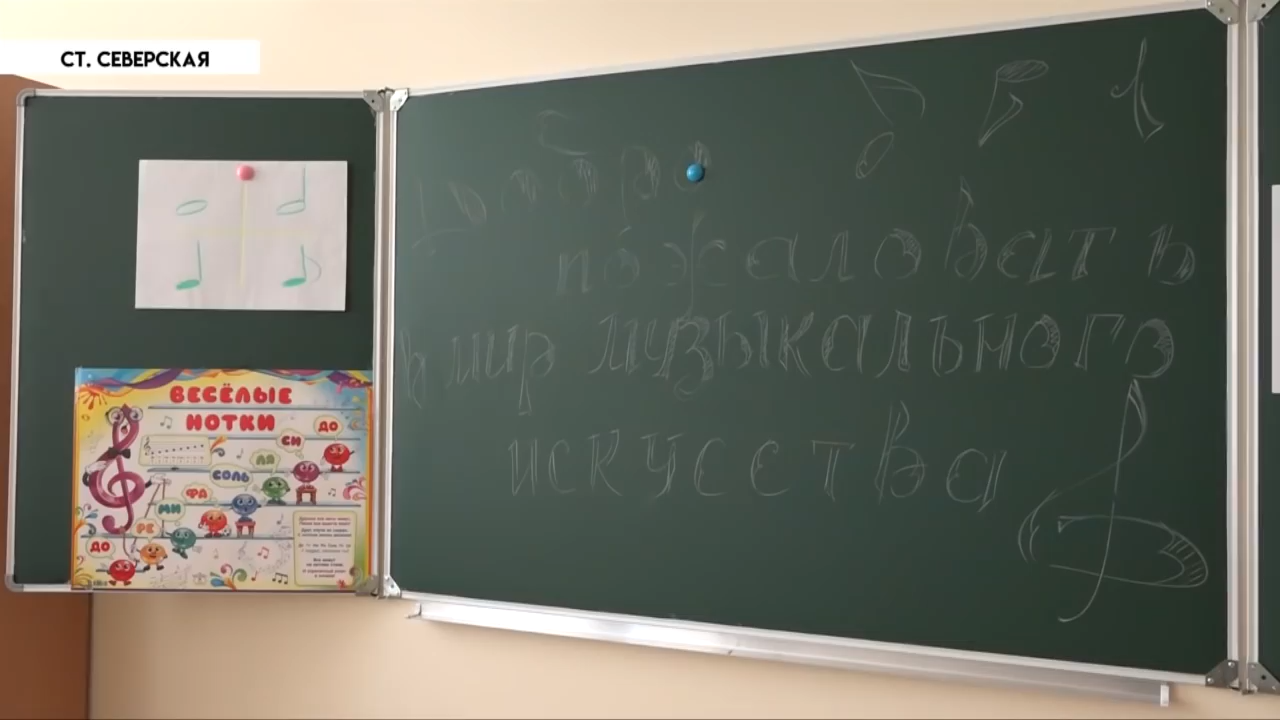 СТ. СЕВЕРСКАЯ
Добро
пожаловать
в мир музыкального
искусства
ВЕСЁЛЫЕ
НОТКИ
ДО
СИ
ЛЯ
СОЛЬ
ФА
МИ
РЕ
ДО